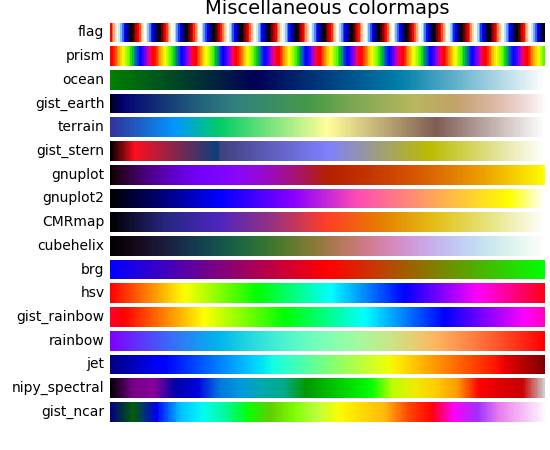 Miscellaneous colormaps
flag
prism
ocean
gist_earth
terrain
gist_stern
gnuplot
gnuplot2
CMRmap
cubehelix
brg
hsv
gist_rainbow
rainbow
jet
nipy_spectral
gist_ncar